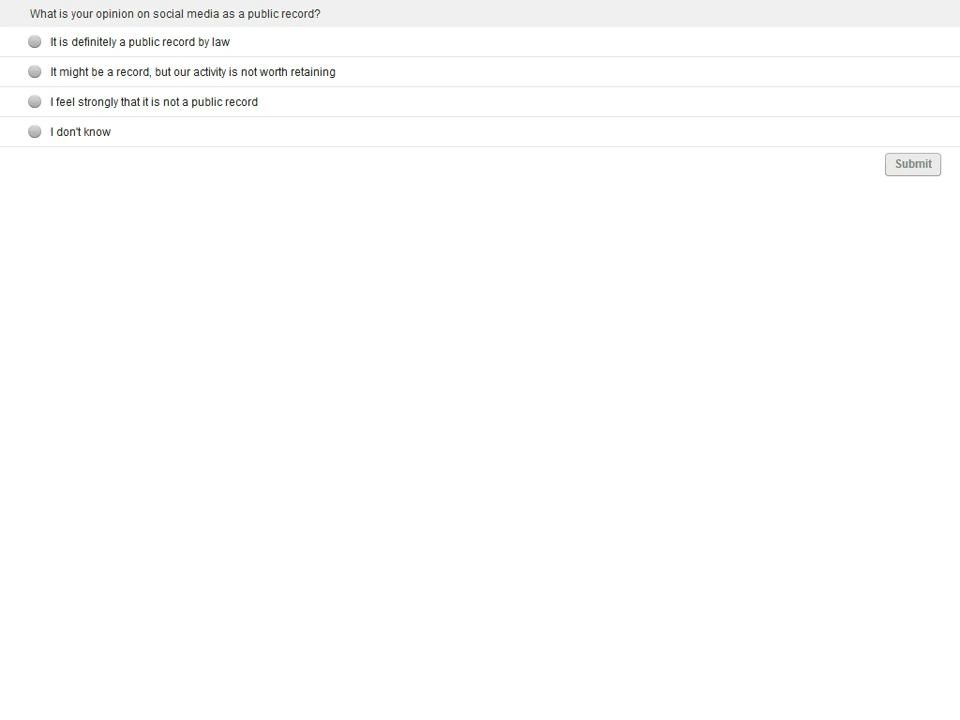 What is your opinion on social media as a public record?
It is definitely a public record by law
It might be a record, but our activity is not worth retaining
I feel strongly that it is not a public record
I don't know
Submit